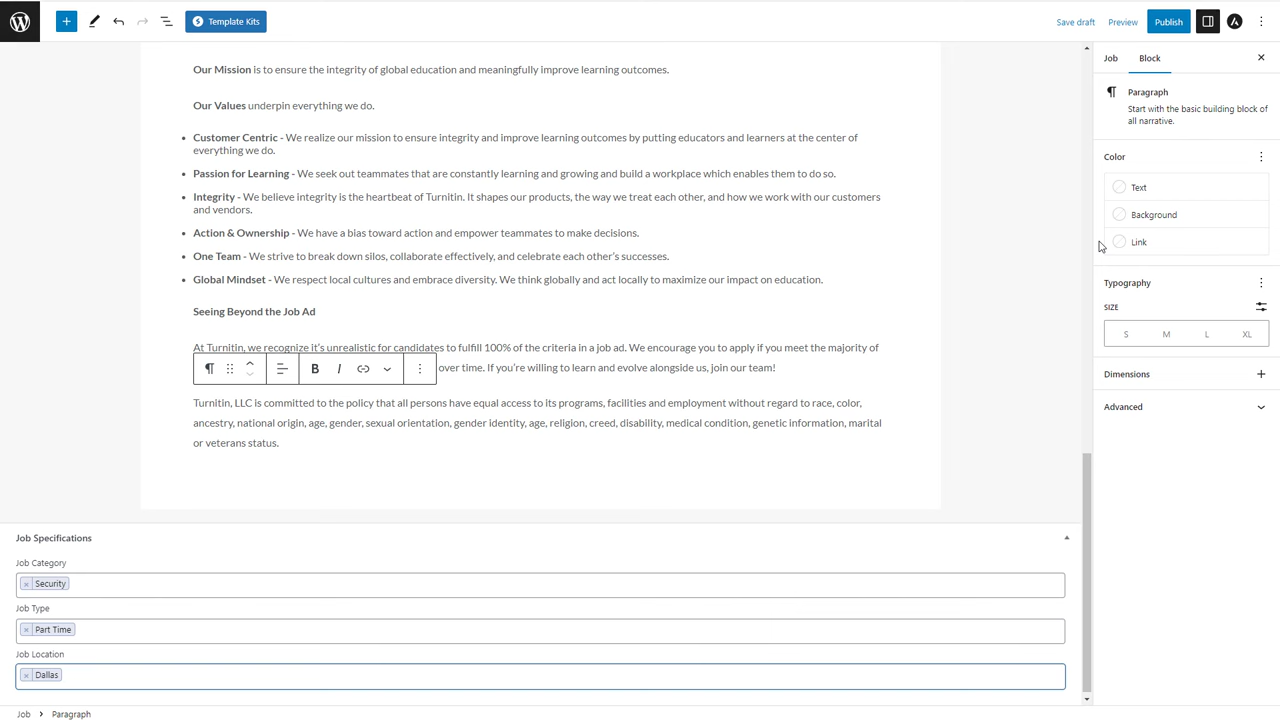 Template Kits
Save draft
Preview
Publish
Our Mission is to ensure the integrity of global education and meaningfully improve learning outcomes.
Our Values underpin everything we do.
Customer Centric - We realize our mission to ensure integrity and improve learning outcomes by putting educators and learners at the center of
everything we do.
Passion for Learning - We seek out teammates that are constantly learning and growing and build a workplace which enables them to do so.
Integrity - We believe integrity is the heartbeat of Turnitin. It shapes our products, the way we treat each other, and how we work with our customers
and vendors.
Action & Ownership - We have a bias toward action and empower teammates to make decisions.
One Team - We strive to break down silos, collaborate effectively, and celebrate each other's successes.
Global Mindset - We respect local cultures and embrace diversity. We think globally and act locally to maximize our impact on education.
Seeing Beyond the Job Ad
At Turnitin, we recognize it's unrealistic for candidates to fulfill 100% of the criteria in a job ad. We encourage you to apply if you meet the majority of
B I
over time. If you're willing to learn and evolve alongside us, join our team!
Turnitin, LLC is committed to the policy that all persons have equal access to its programs, facilities and employment without regard to race, color,
ancestry, national origin, age, gender, sexual orientation, gender identity, age, religion, creed, disability, medical condition, genetic information, marital
or veterans status.
Job Specifications
Job Category
× Security
Job Type
× Part Time
Job Location
× Dallas
Job
Paragraph
Job
Block
Paragraph
Start with the basic building block of
all narrative.
Color
Text
Background
Link
Typography
SIZE
S M L XL
Dimensions
Advanced